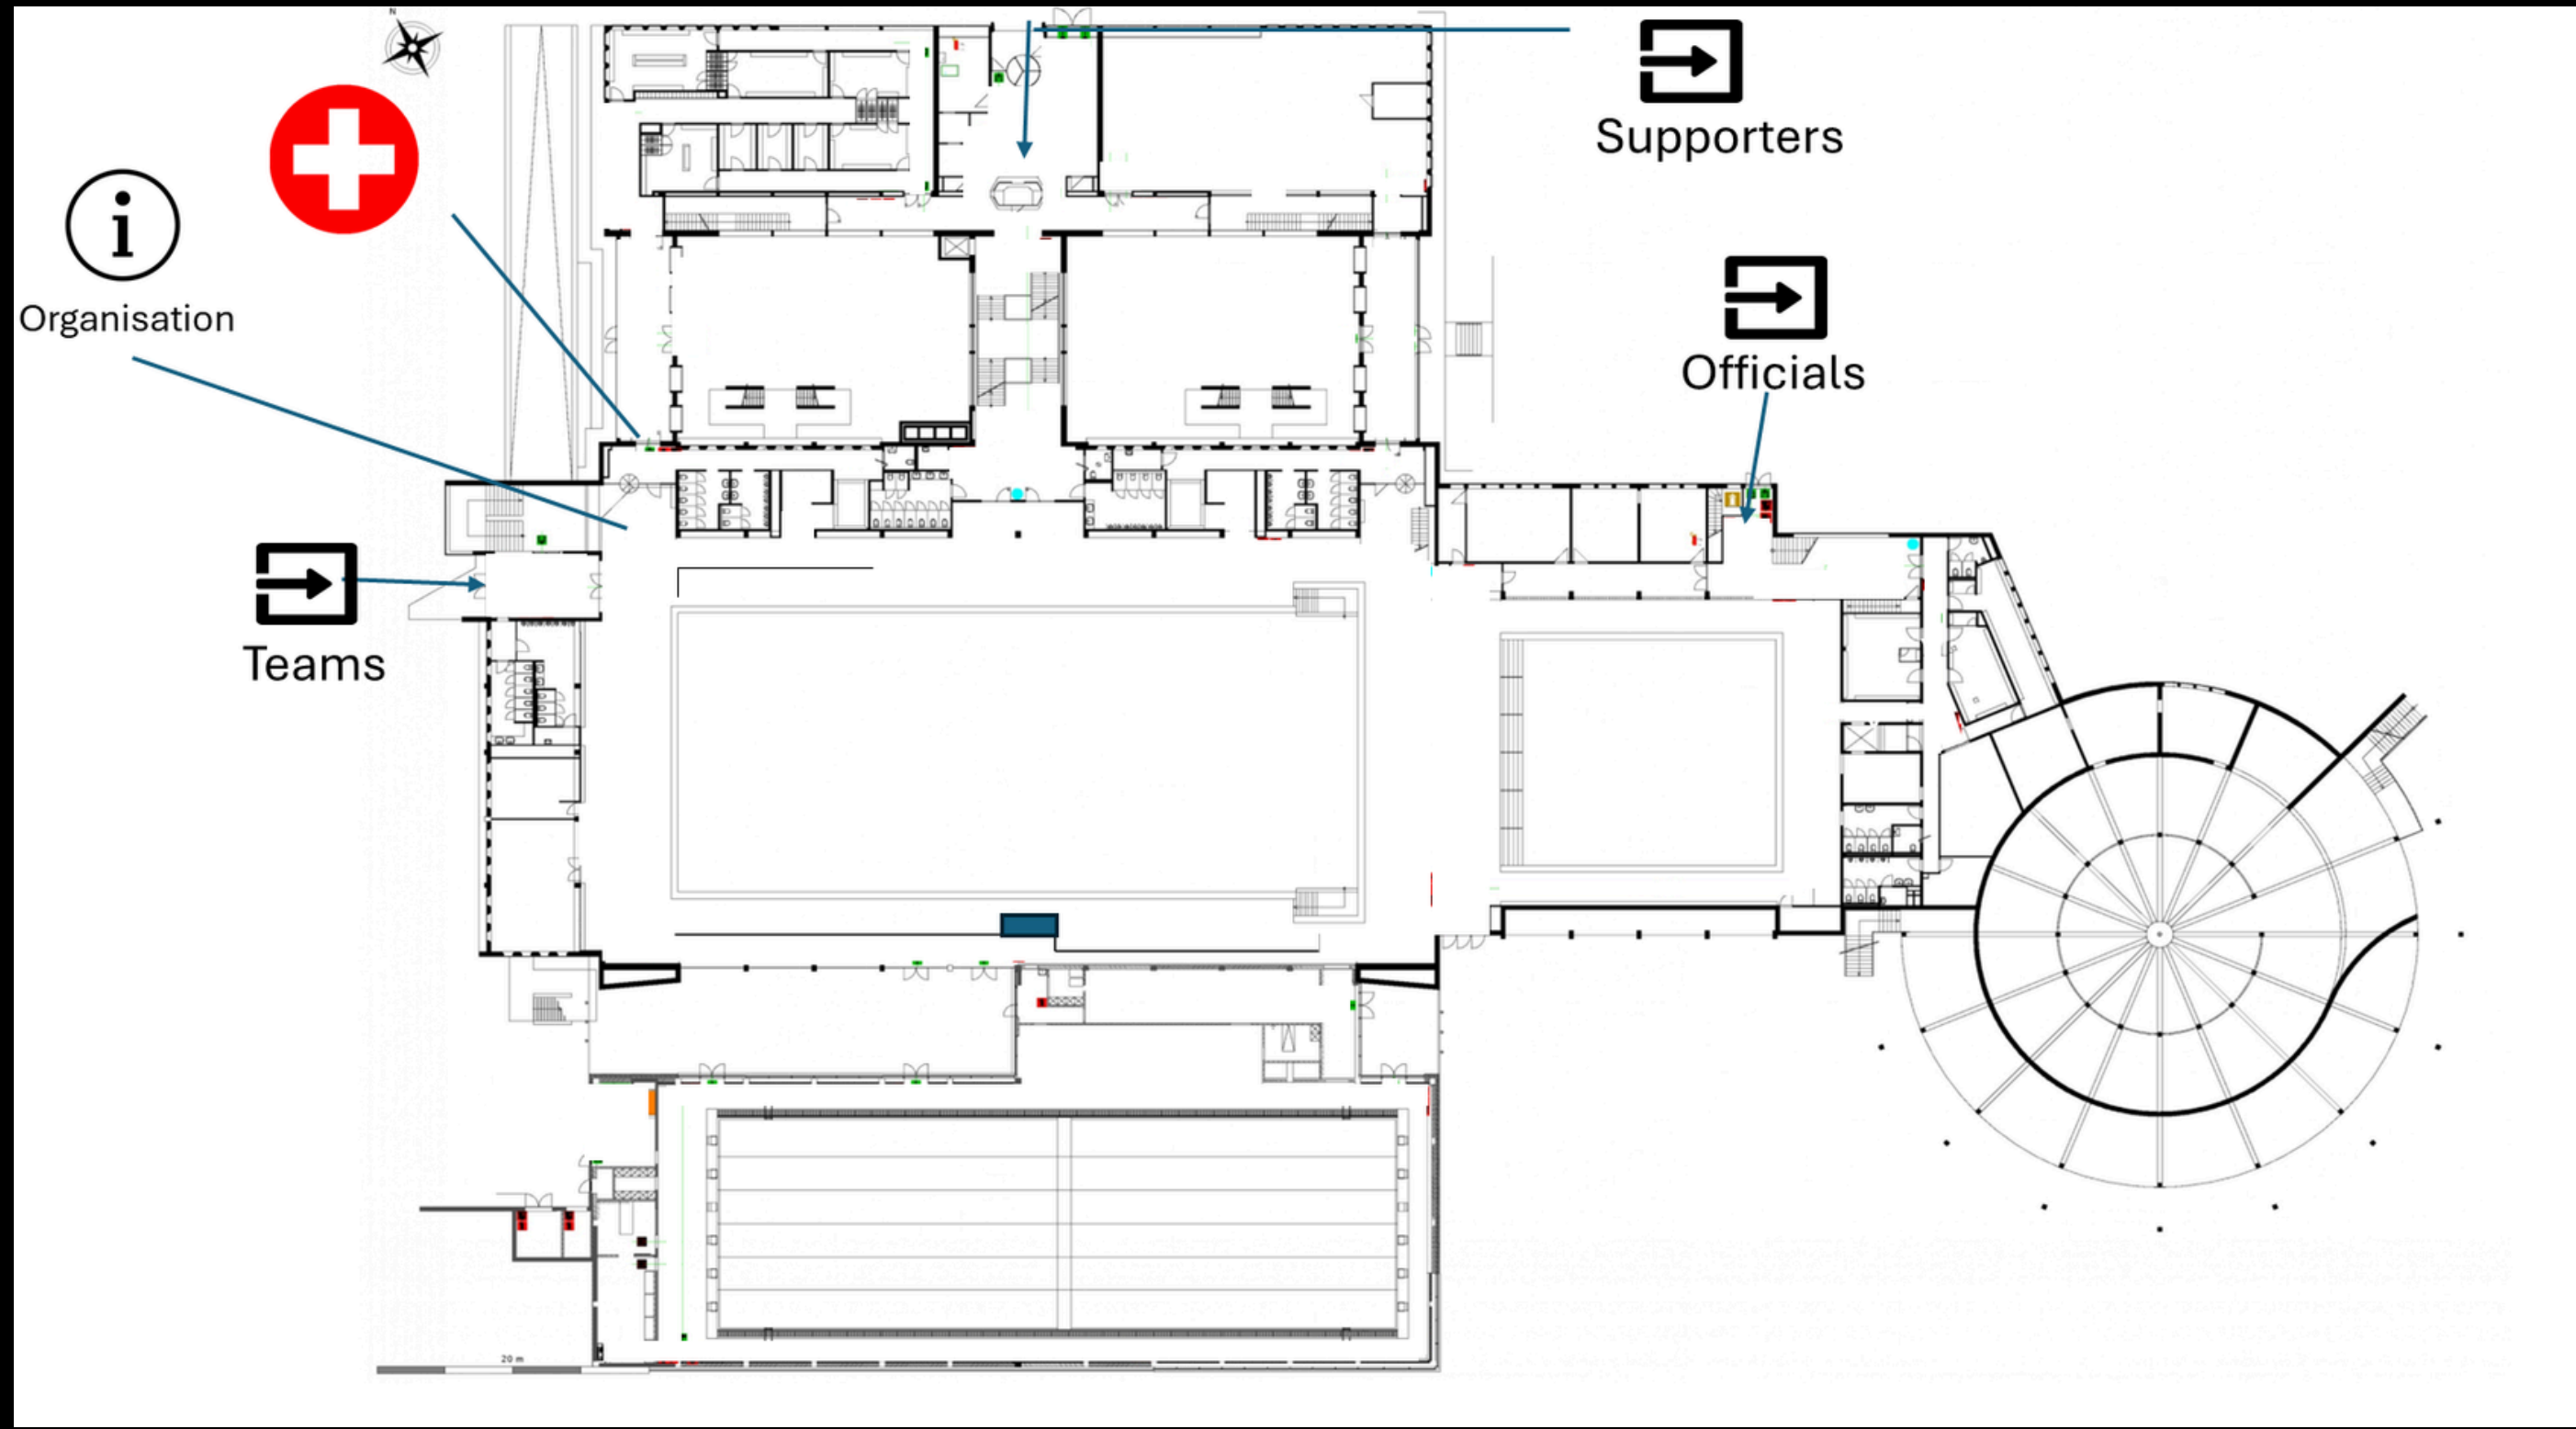 N
Supporters
i
Organisation
Officials
Teams
20 m